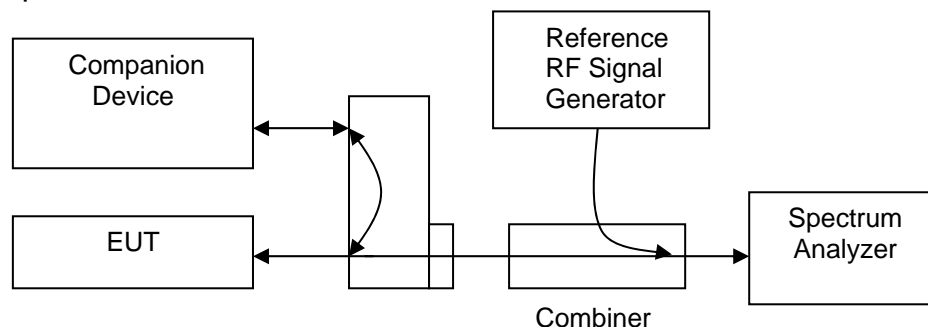 Companion
Device
Reference
RF Signal
Generator
EUT
Spectrum
Analyzer
Combiner